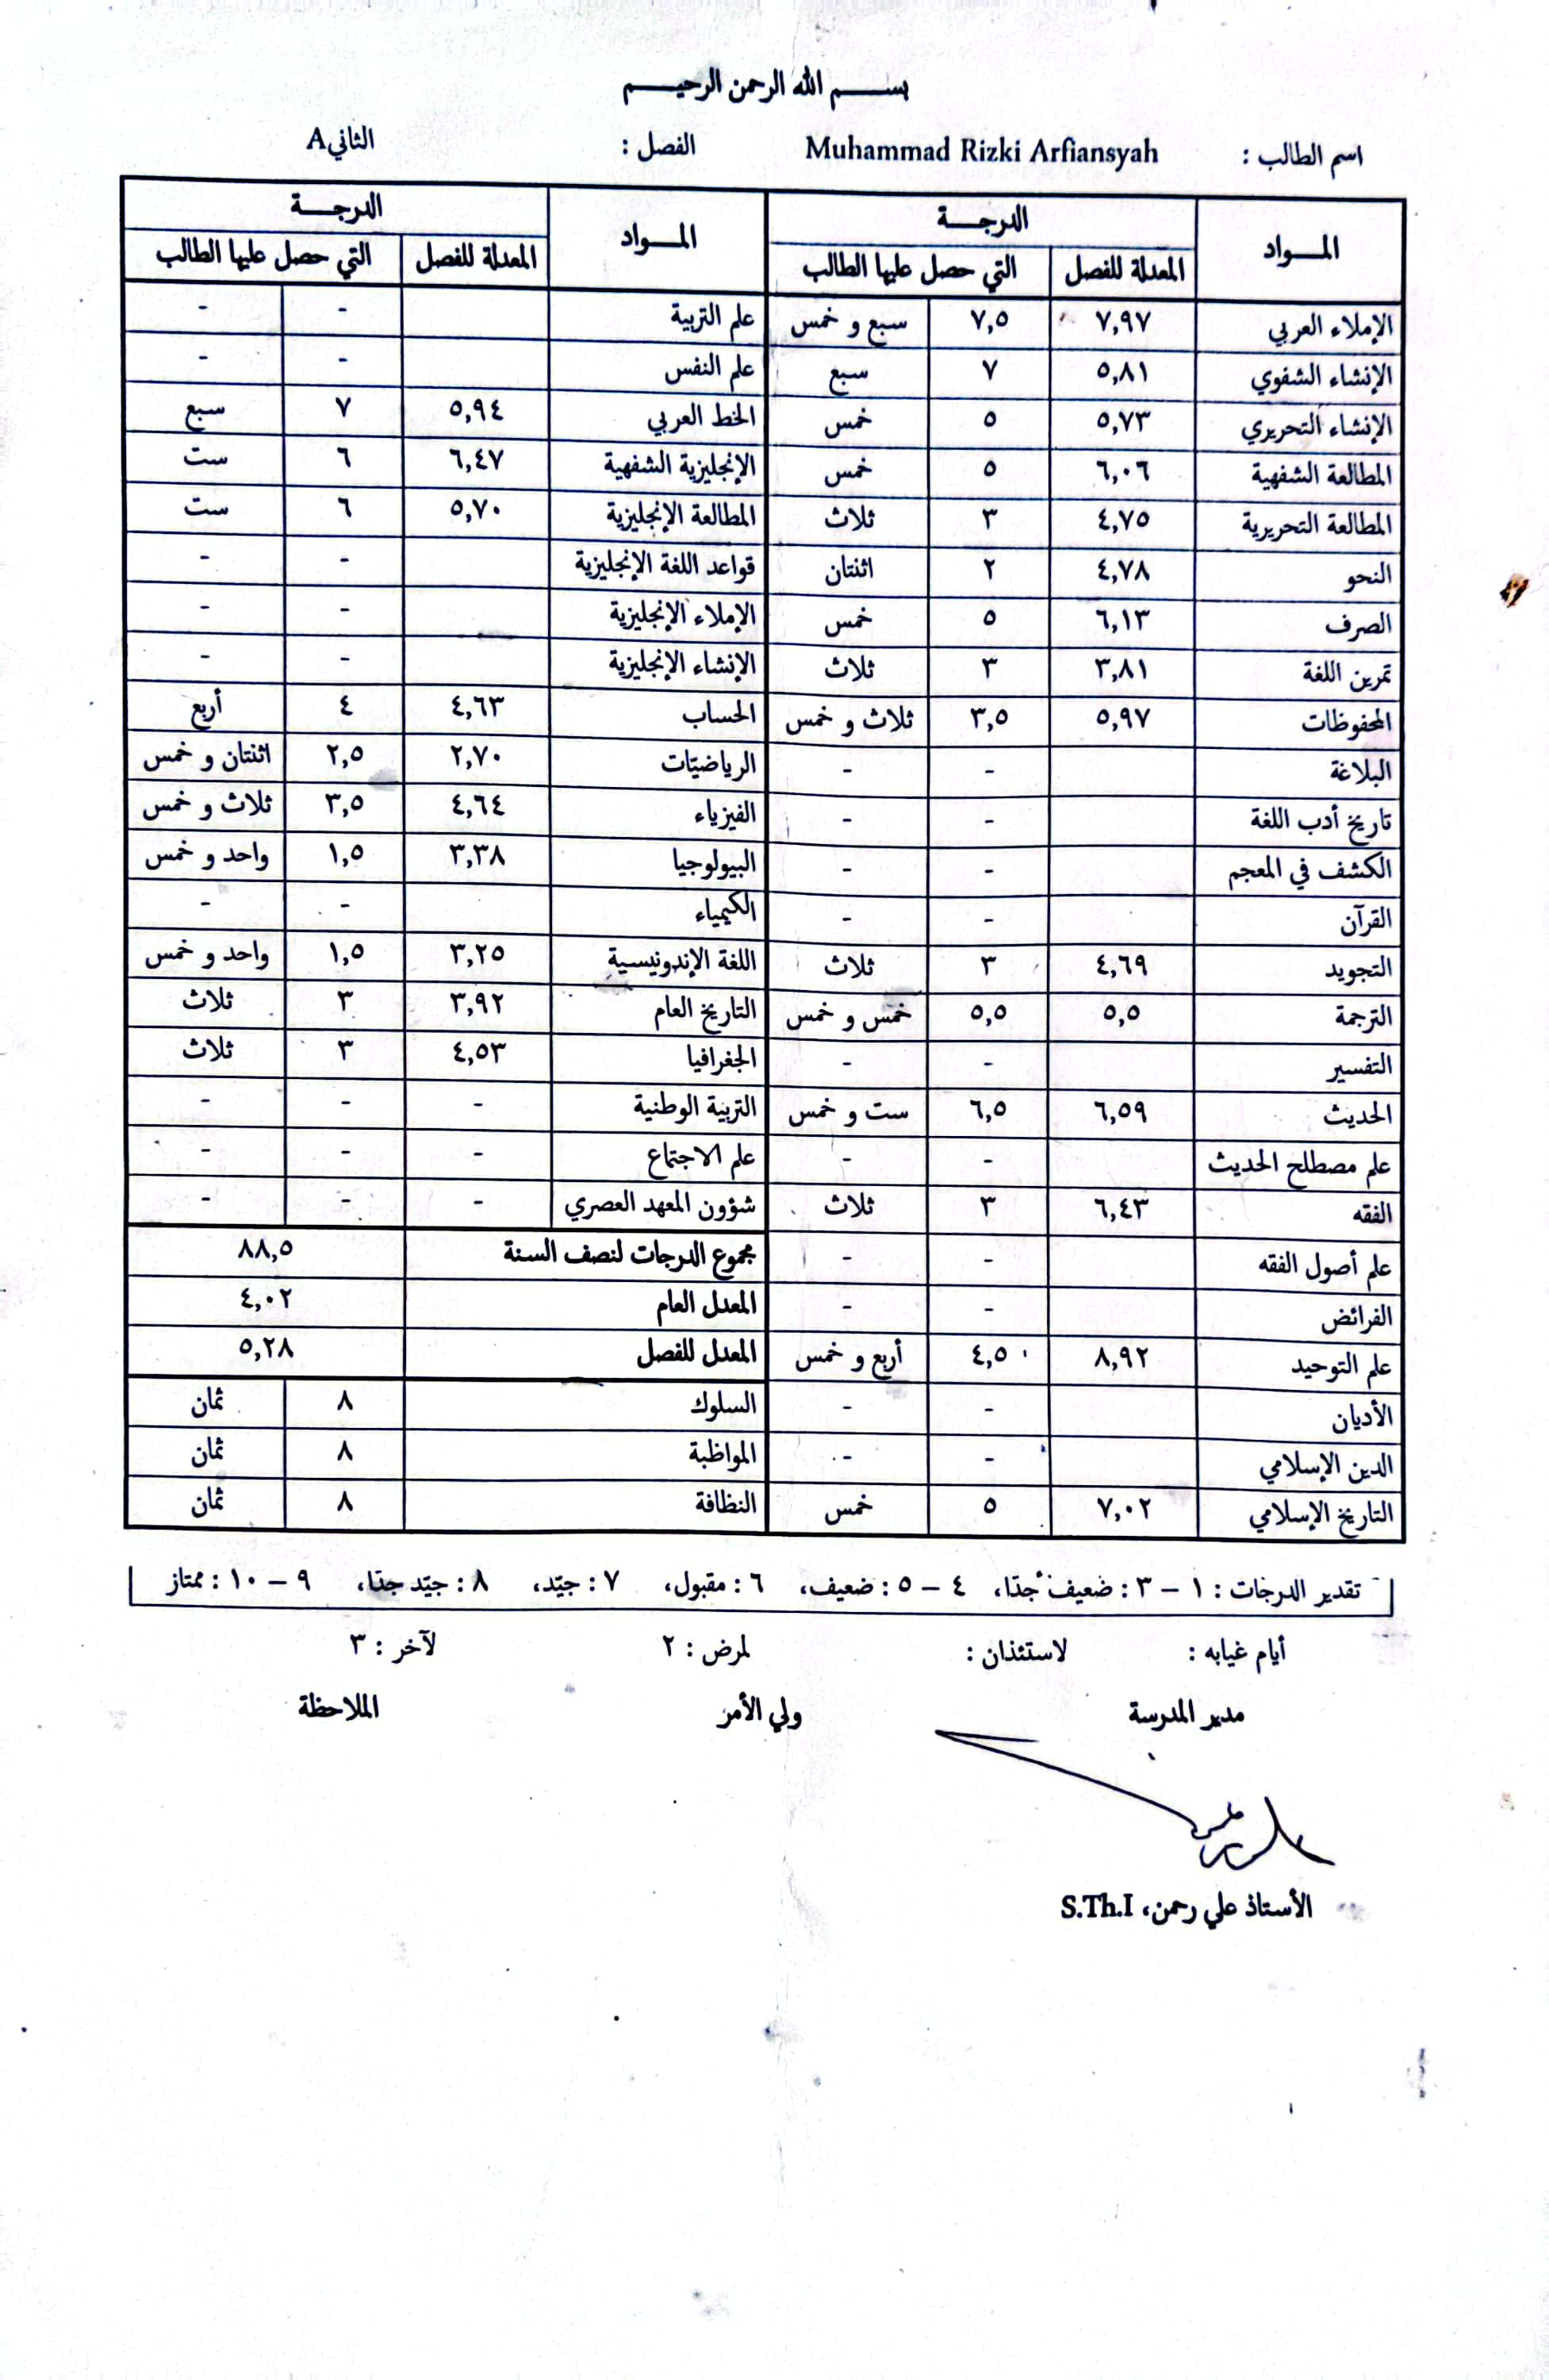 بسم الله الرحمن الرحيم
اسم الطالب : Muhammad Rizki Arfiansyah الفصل : الثاني A
المواد الدرجة المواد الدرجة
المعدلة للفصل التي حصل عليها الطالب المعدلة للفصل التي حصل عليها الطالب
الإملاء العربي ٧,٩٧ ٧,٥ سبع و خمس علم التربية - -
الإنشاء الشفوي ٥,٨١ ٧ سبع علم النفس - -
الإنشاء التحريري ٥,٧٣ ٥ خمس الخط العربي ٥,٩٤ ٧ سبع
المطالعة الشفهية ٦,٠٦ ٥ خمس الإنجليزية الشفهية ٦,٤٧ ٦ ست
المطالعة التحريرية ٤,٧٥ ٣ ثلاث المطالعة الإنجليزية ٥,٧٠ ٦ ست
النحو ٤,٧٨ ٢ اثنتان قواعد اللغة الإنجليزية - -
الصرف ٦,١٣ ٥ خمس الإملاء الإنجليزية - -
تمرين اللغة ٣,٨١ ٣ ثلاث الإنشاء الإنجليزية - -
المحفوظات ٥,٩٧ ٣,٥ ثلاث و خمس الحساب ٤,٦٣ ٤ أربع
البلاغة - - الرياضيّات ٢,٧٠ ٢,٥ اثنتان و خمس
تاريخ أدب اللغة - - الفيزياء ٤,٦٤ ٣,٥ ثلاث و خمس
الكشف في المعجم - - البيولوجيا ٣,٣٨ ١,٥ واحد و خمس
القرآن - - الكيمياء - -
التجويد ٤,٦٩ ٣ ثلاث اللغة الإندونيسية ٣,٢٥ ١,٥ واحد و خمس
الترجمة ٥,٥ ٥,٥ خمس و خمس التاريخ العام ٣,٩٢ ٣ ثلاث
التفسير - - الجغرافيا ٤,٥٣ ٣ ثلاث
الحديث ٦,٥٩ ٦,٥ ست و خمس التربية الوطنية - - -
علم مصطلح الحديث - - علم الاجتماع - - -
الفقه ٦,٤٣ ٣ ثلاث شؤون المعهد العصري - - -
علم أصول الفقه - - مجموع الدرجات لنصف السنة ٨٨,٥
الفرائض - - المعدل العام ٤,٠٢
علم التوحيد ٨,٩٢ ٤,٥ أربع و خمس المعدل للفصل ٥,٢٨
الأديان - - السلوك ٨ ثمان
الدين الإسلامي - - المواظبة ٨ ثمان
التاريخ الإسلامي ٧,٠٢ ٥ خمس النظافة ٨ ثمان
تقدير الدرجات : ١ – ٣ : ضعيف جدّا، ٤ – ٥ : ضعيف، ٦ : مقبول، ٧ : جيّد، ٨ : جيّد جدّا، ٩ – ١٠ : ممتاز
أيام غيابه : لاستئذان : لمرض : ٢ لآخر : ٣
مدير المدرسة ولي الأمر الملاحظة
الأستاذ علي رحمن، S.Th.I